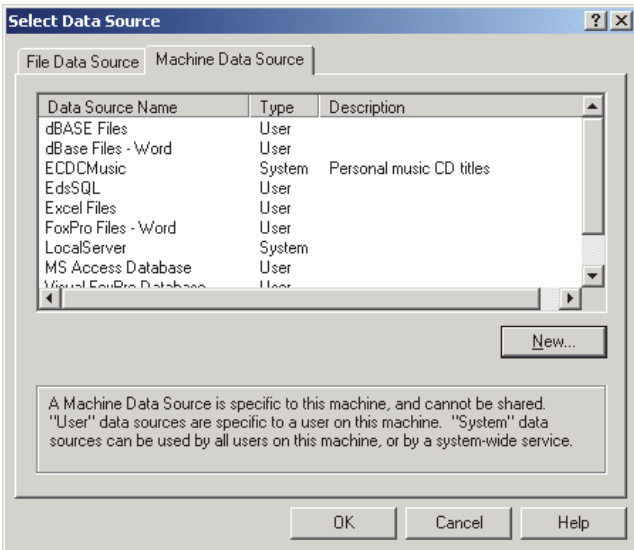 Select Data Source
File Data Source Machine Data Source
Data Source Name Type Description
dBASE Files User
dBase Files - Word User
ECDCMusic System Personal music CD titles
EdsSQL User
Excel Files User
FoxPro Files - Word User
LocalServer System
MS Access Database User
Visual FoxPro Database User
New...
A Machine Data Source is specific to this machine, and cannot be shared.
"User" data sources are specific to a user on this machine. "System" data
sources can be used by all users on this machine, or by a system-wide service.
OK Cancel Help